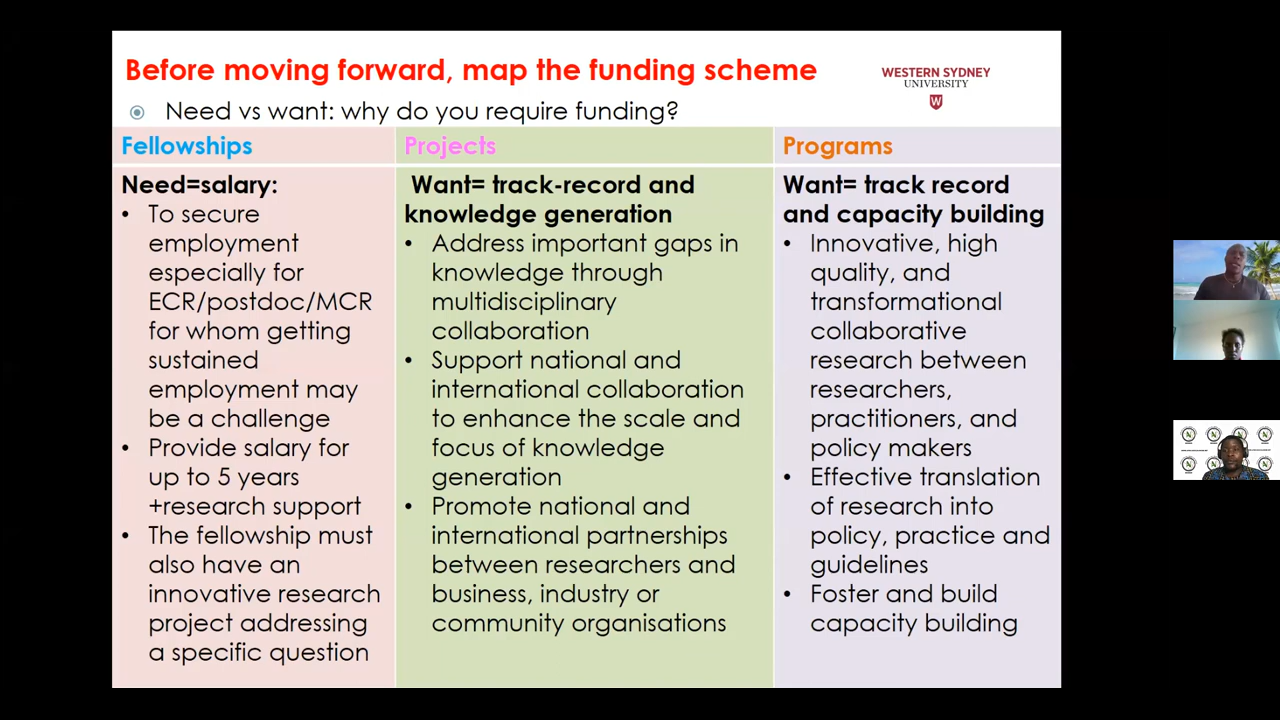 Before moving forward, map the funding scheme
WESTERN SYDNEY
UNIVERSITY
W
Need vs want: why do you require funding?
Fellowships
Projects
Programs
Need=salary:
• To secure
employment
especially for
ECR/postdoc/MCR
for whom getting
sustained
employment may
be a challenge
• Provide salary for
up to 5 years
+research support
• The fellowship must
also have an
innovative research
project addressing
a specific question
Want= track-record and
knowledge generation
• Address important gaps in
knowledge through
multidisciplinary
collaboration
• Support national and
international collaboration
to enhance the scale and
focus of knowledge
generation
• Promote national and
international partnerships
between researchers and
business, industry or
community organisations
Want= track record
and capacity building
• Innovative, high
quality, and
transformational
collaborative
research between
researchers,
practitioners, and
policy makers
• Effective translation
of research into
policy, practice and
guidelines
• Foster and build
capacity building